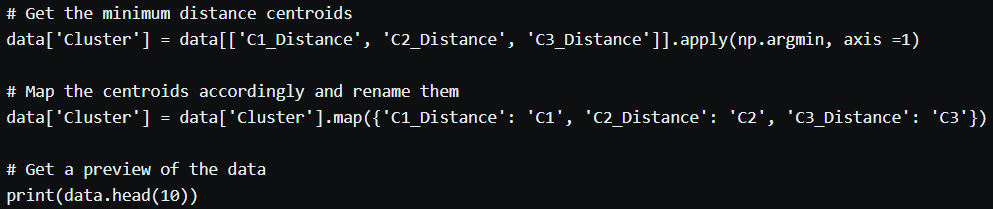 # Get the minimum distance centroids
data['Cluster'] = data[['C1_Distance', 'C2_Distance', 'C3_Distance']].apply(np.argmin, axis =1)
# Map the centroids accordingly and rename them
data['Cluster'] = data['Cluster'].map({'C1_Distance': 'C1', 'C2_Distance': 'C2', 'C3_Distance': 'C3'})
# Get a preview of the data
print(data.head(10))